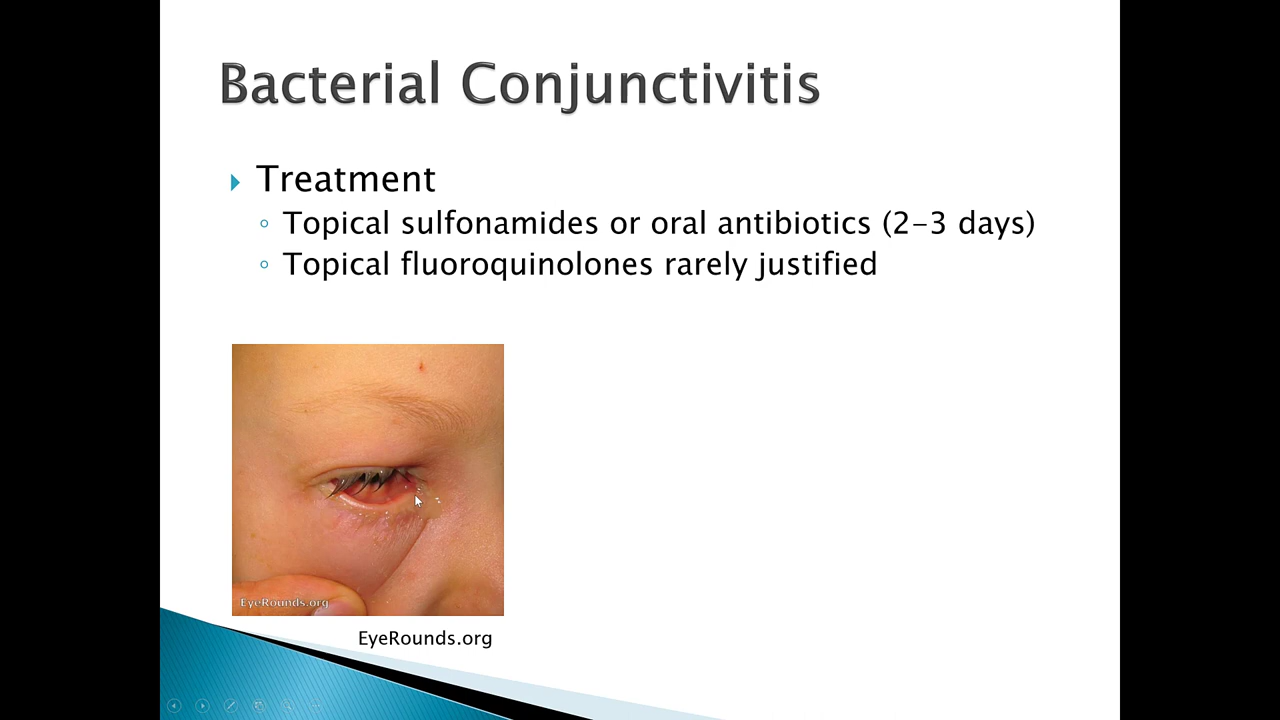 Bacterial Conjunctivitis
Treatment
Topical sulfonamides or oral antibiotics (2-3 days)
Topical fluoroquinolones rarely justified
EyeRounds.org
EyeRounds.org